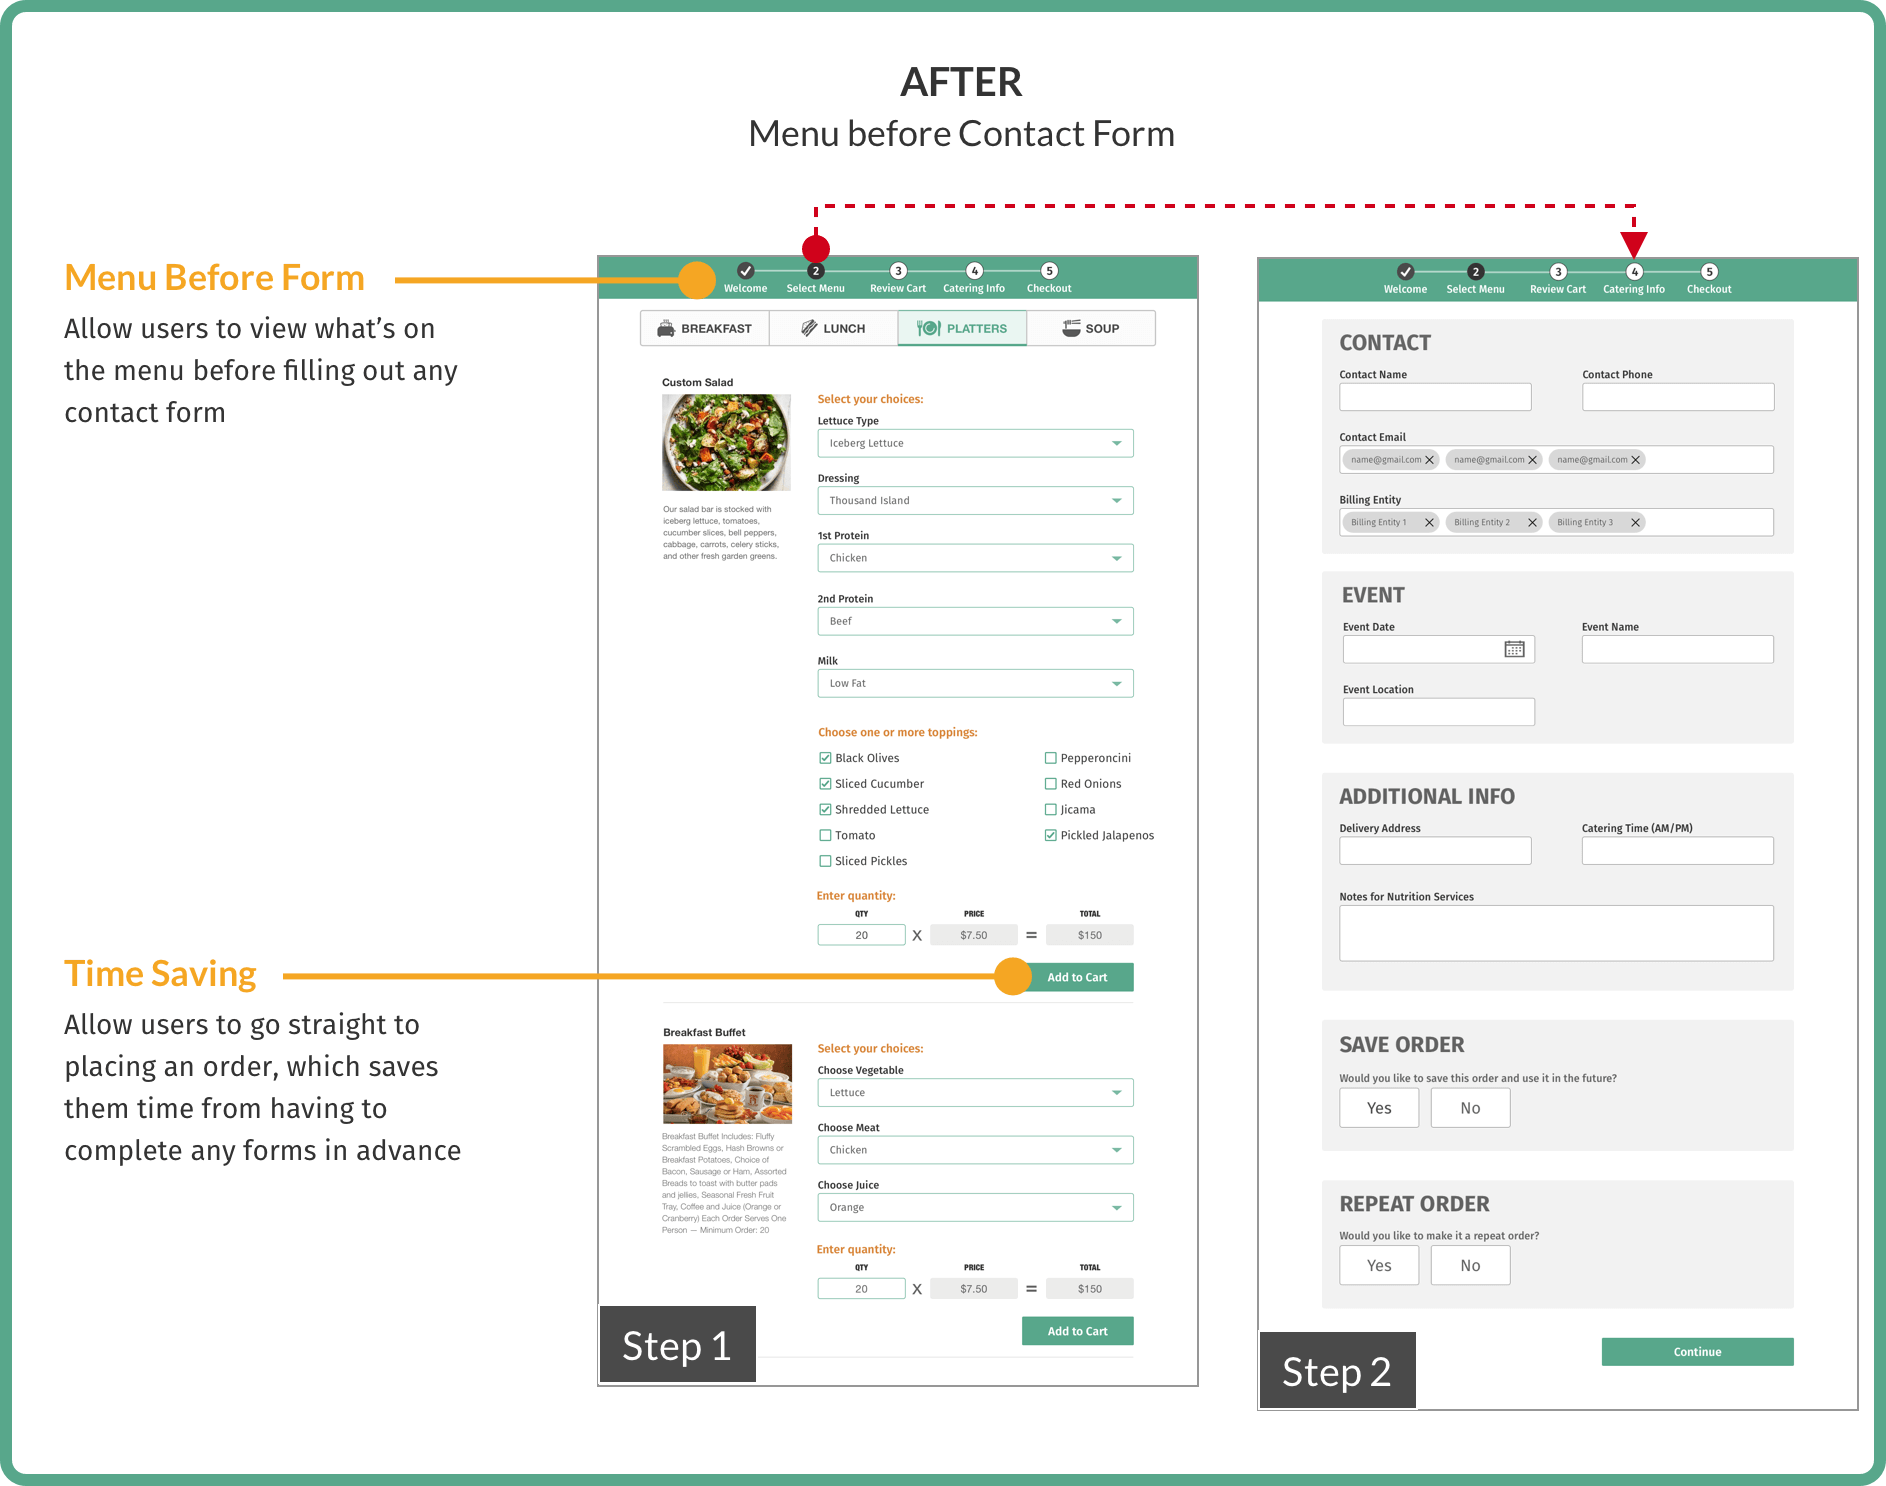 AFTER
Menu before Contact Form
Menu Before Form
Allow users to view what's on
the menu before filling out any
contact form
Time Saving
Allow users to go straight to
placing an order, which saves
them time from having to
complete any forms in advance
2 3 4 5
Welcome Select Menu Review Cart Catering Info Checkout
BREAKFAST LUNCH PLATTERS SOUP
Custom Salad
Our salad bar is stocked with
iceberg lettuce, tomatoes,
cucumber slices, bell peppers,
cabbage, carrots, celery sticks,
and other fresh garden greens.
Select your choices:
Lettuce Type
Iceberg Lettuce
Dressing
Thousand Island
1st Protein
Chicken
2nd Protein
Beef
Milk
Low Fat
Choose one or more toppings:
Black Olives Pepperoncini
Sliced Cucumber Red Onions
Shredded Lettuce Jicama
Tomato Pickled Jalapenos
Sliced Pickles
Enter quantity:
QTY PRICE TOTAL
20 X $7.50 = $150
Add to Cart
Breakfast Buffet
Breakfast Buffet Includes: Fluffy
Scrambled Eggs, Hash Browns or
Breakfast Potatoes, Choice of
Bacon, Sausage or Ham, Assorted
Breads to toast with butter pads
and jellies, Seasonal Fresh Fruit
Tray, Coffee and Juice (Orange or
Cranberry) Each Order Serves One
Person — Minimum Order: 20
Select your choices:
Choose Vegetable
Lettuce
Choose Meat
Chicken
Choose Juice
Orange
Enter quantity:
QTY PRICE TOTAL
20 X $7.50 = $150
Add to Cart
Step 1
2 3 4 5
Welcome Select Menu Review Cart Catering Info Checkout
CONTACT
Contact Name Contact Phone
Contact Email
name@gmail.com name@gmail.com name@gmail.com
Billing Entity
Billing Entity 1 Billing Entity 2 Billing Entity 3
EVENT
Event Date Event Name
Event Location
ADDITIONAL INFO
Delivery Address Catering Time (AM/PM)
Notes for Nutrition Services
SAVE ORDER
Would you like to save this order and use it in the future?
Yes No
REPEAT ORDER
Would you like to make it a repeat order?
Yes No
Continue
Step 2